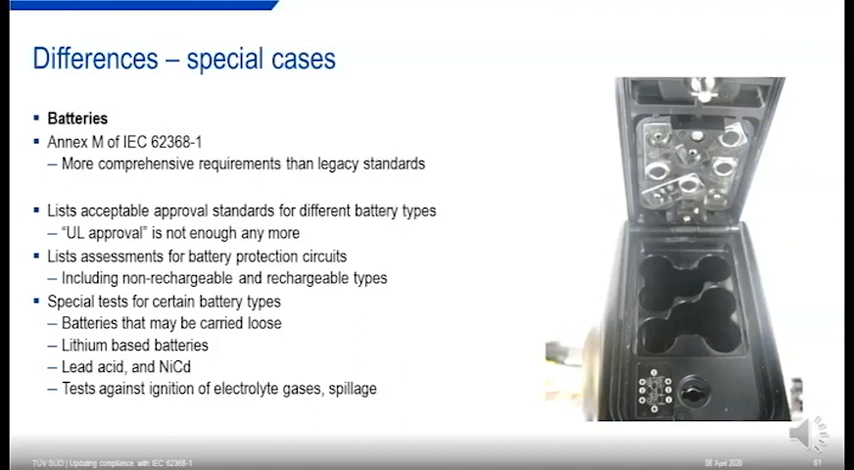 Differences – special cases
▪ Batteries
▪ Annex M of IEC 62368-1
– More comprehensive requirements than legacy standards
▪ Lists acceptable approval standards for different battery types
– “UL approval” is not enough any more
▪ Lists assessments for battery protection circuits
– Including non-rechargeable and rechargeable types
▪ Special tests for certain battery types
– Batteries that may be carried loose
– Lithium based batteries
– Lead acid, and NiCd
– Tests against ignition of electrolyte gases, spillage
TÜV SÜD | Updating compliance with IEC 62368-1
April